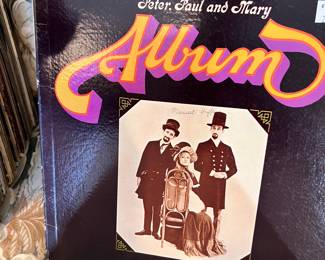 Peter, Paul and Mary
Album